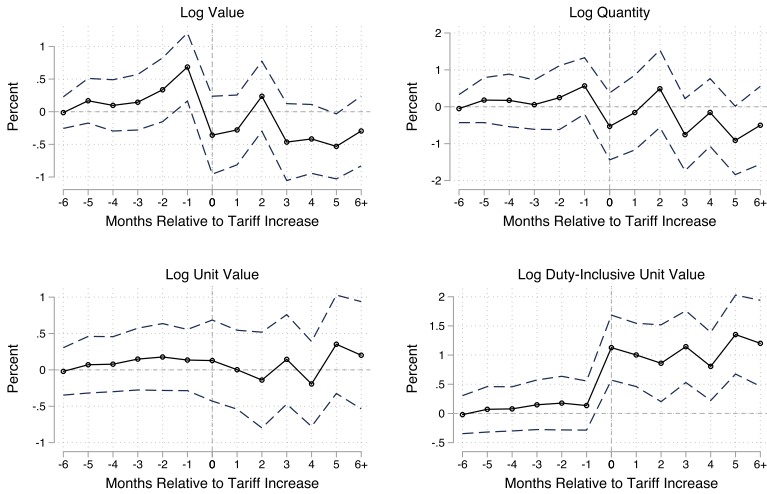 Log Value
Percent
1
.5
0
-.5
-1
-6 -5 -4 -3 -2 -1 0 1 2 3 4 5 6+
Months Relative to Tariff Increase
Log Quantity
Percent
2
1
0
-1
-2
-6 -5 -4 -3 -2 -1 0 1 2 3 4 5 6+
Months Relative to Tariff Increase
Log Unit Value
Percent
1
.5
0
-.5
-1
-6 -5 -4 -3 -2 -1 0 1 2 3 4 5 6+
Months Relative to Tariff Increase
Log Duty-Inclusive Unit Value
Percent
2
1.5
1
.5
0
-.5
-6 -5 -4 -3 -2 -1 0 1 2 3 4 5 6+
Months Relative to Tariff Increase